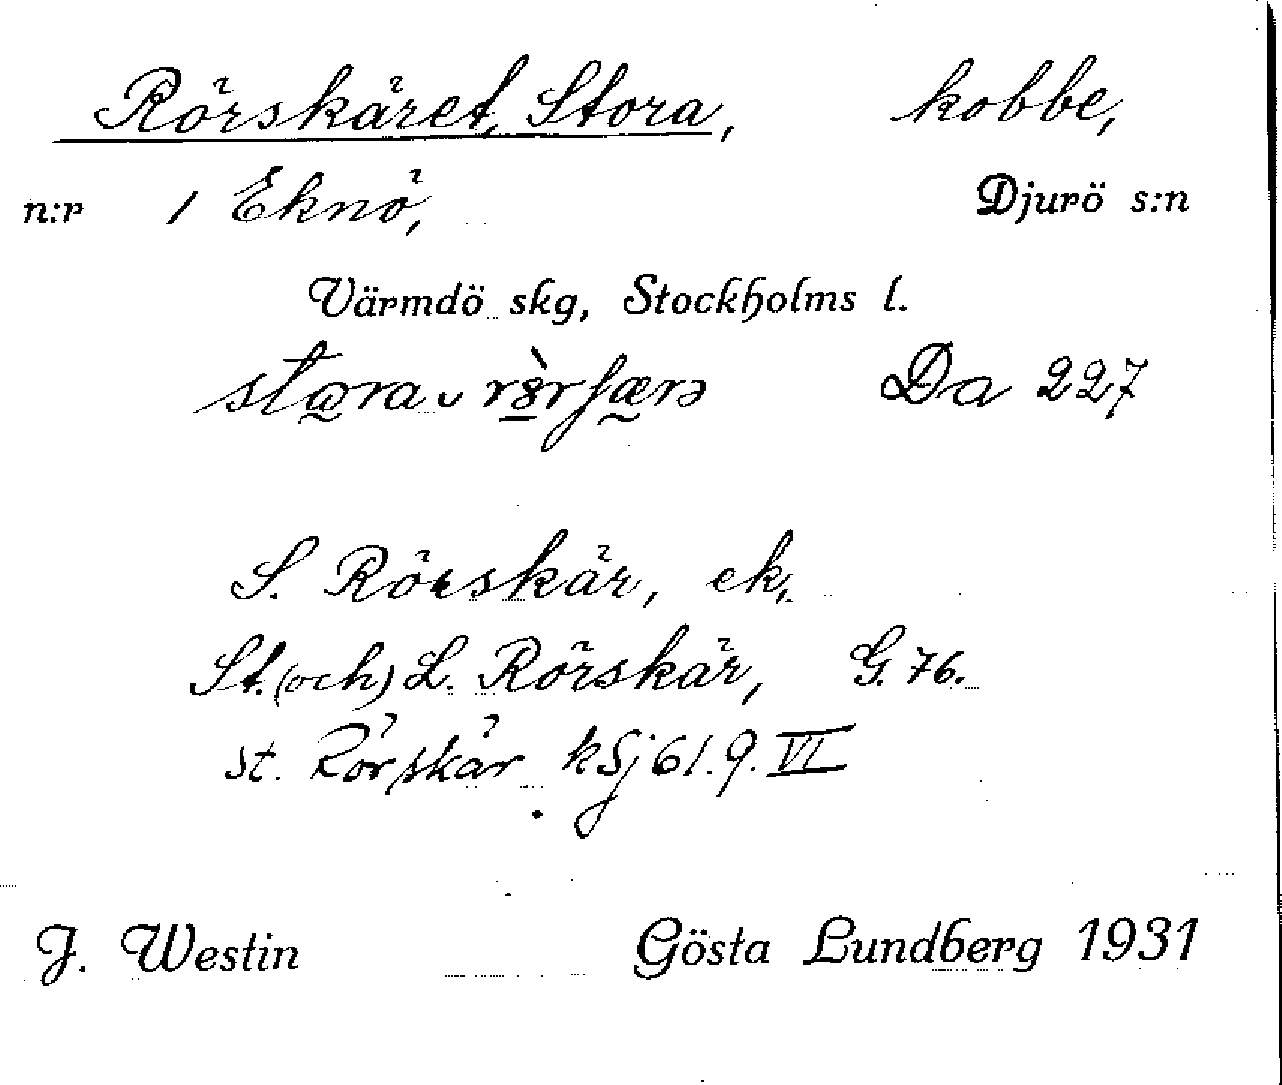 Rörskäret, Stora, kobbe,
n:r 1 Eknö, Djurö s:n
Värmdö skg, Stockholms l.
Da 227
S. Rörskär, ek.
St. (och) L. Rörskär, G. 76.
st. Rörskär kSj 61. 9. VI
J. Westin Gösta Lundberg 1931